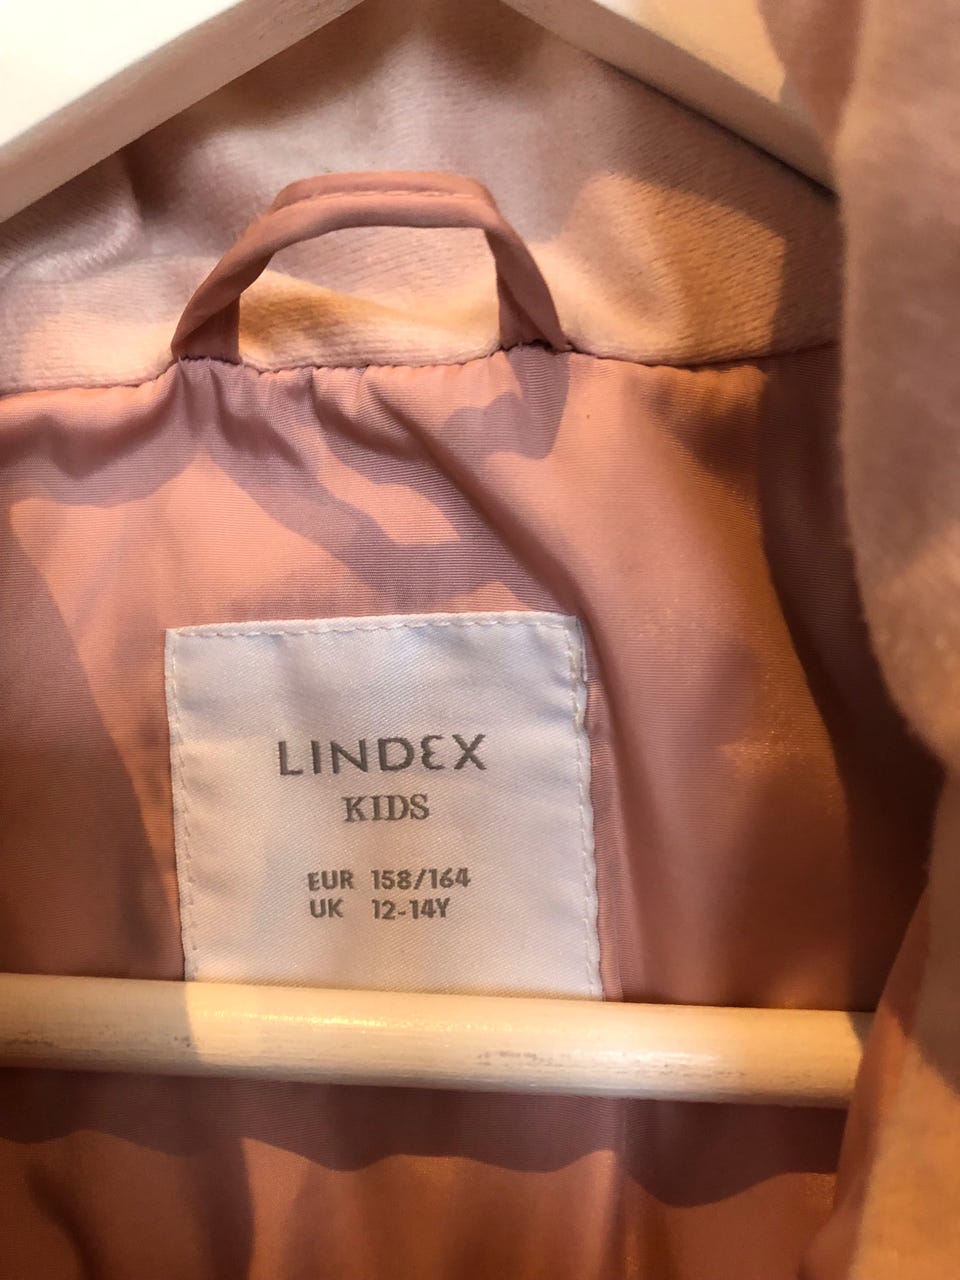 LINDEX
KIDS
EUR 158/164
UK 12-14Y